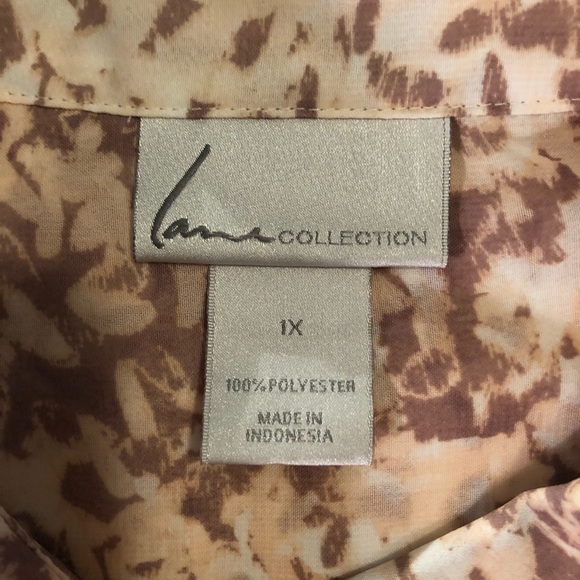 Lane COLLECTION
1X
100% POLYESTER
MADE IN
INDONESIA